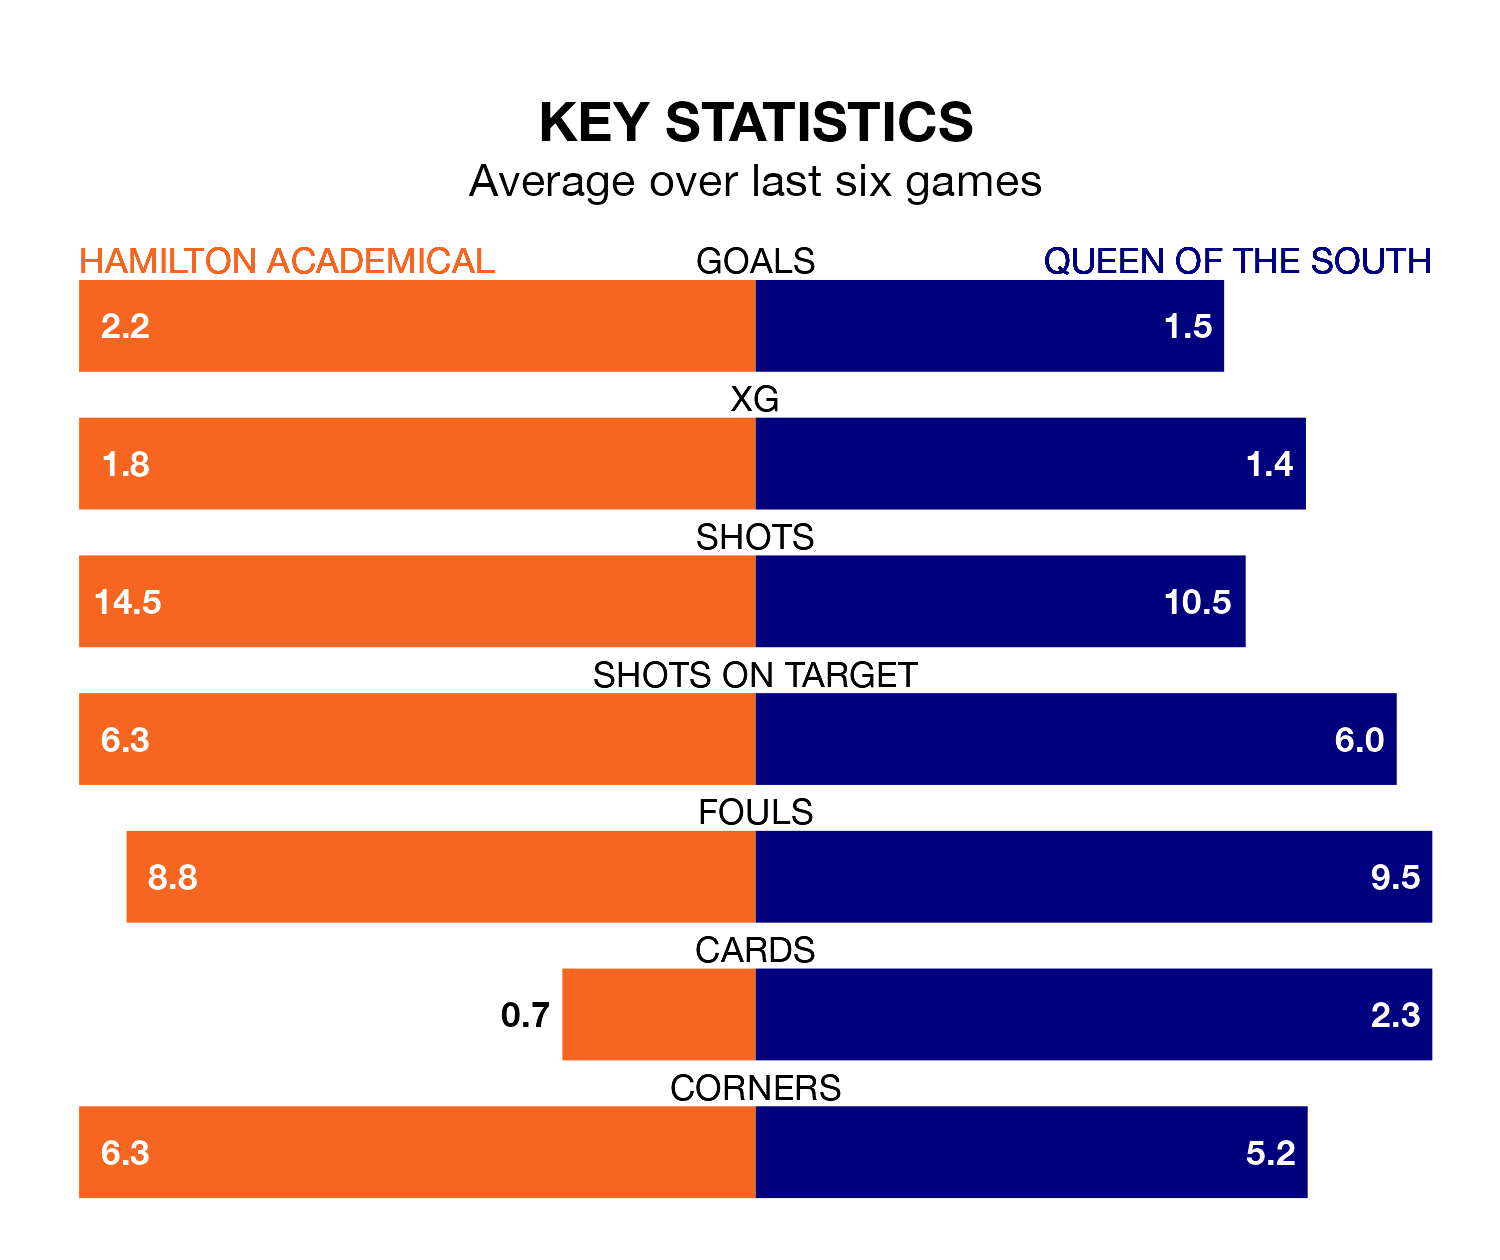 KEY STATISTICS
Average over last six games
HAMILTON ACADEMICAL GOALS QUEEN OF THE SOUTH
2.2 1.5
XG
1.8 1.4
SHOTS
14.5 10.5
SHOTS ON TARGET
6.3 6.0
FOULS
8.8 9.5
CARDS
0.7 2.3
CORNERS
6.3 5.2